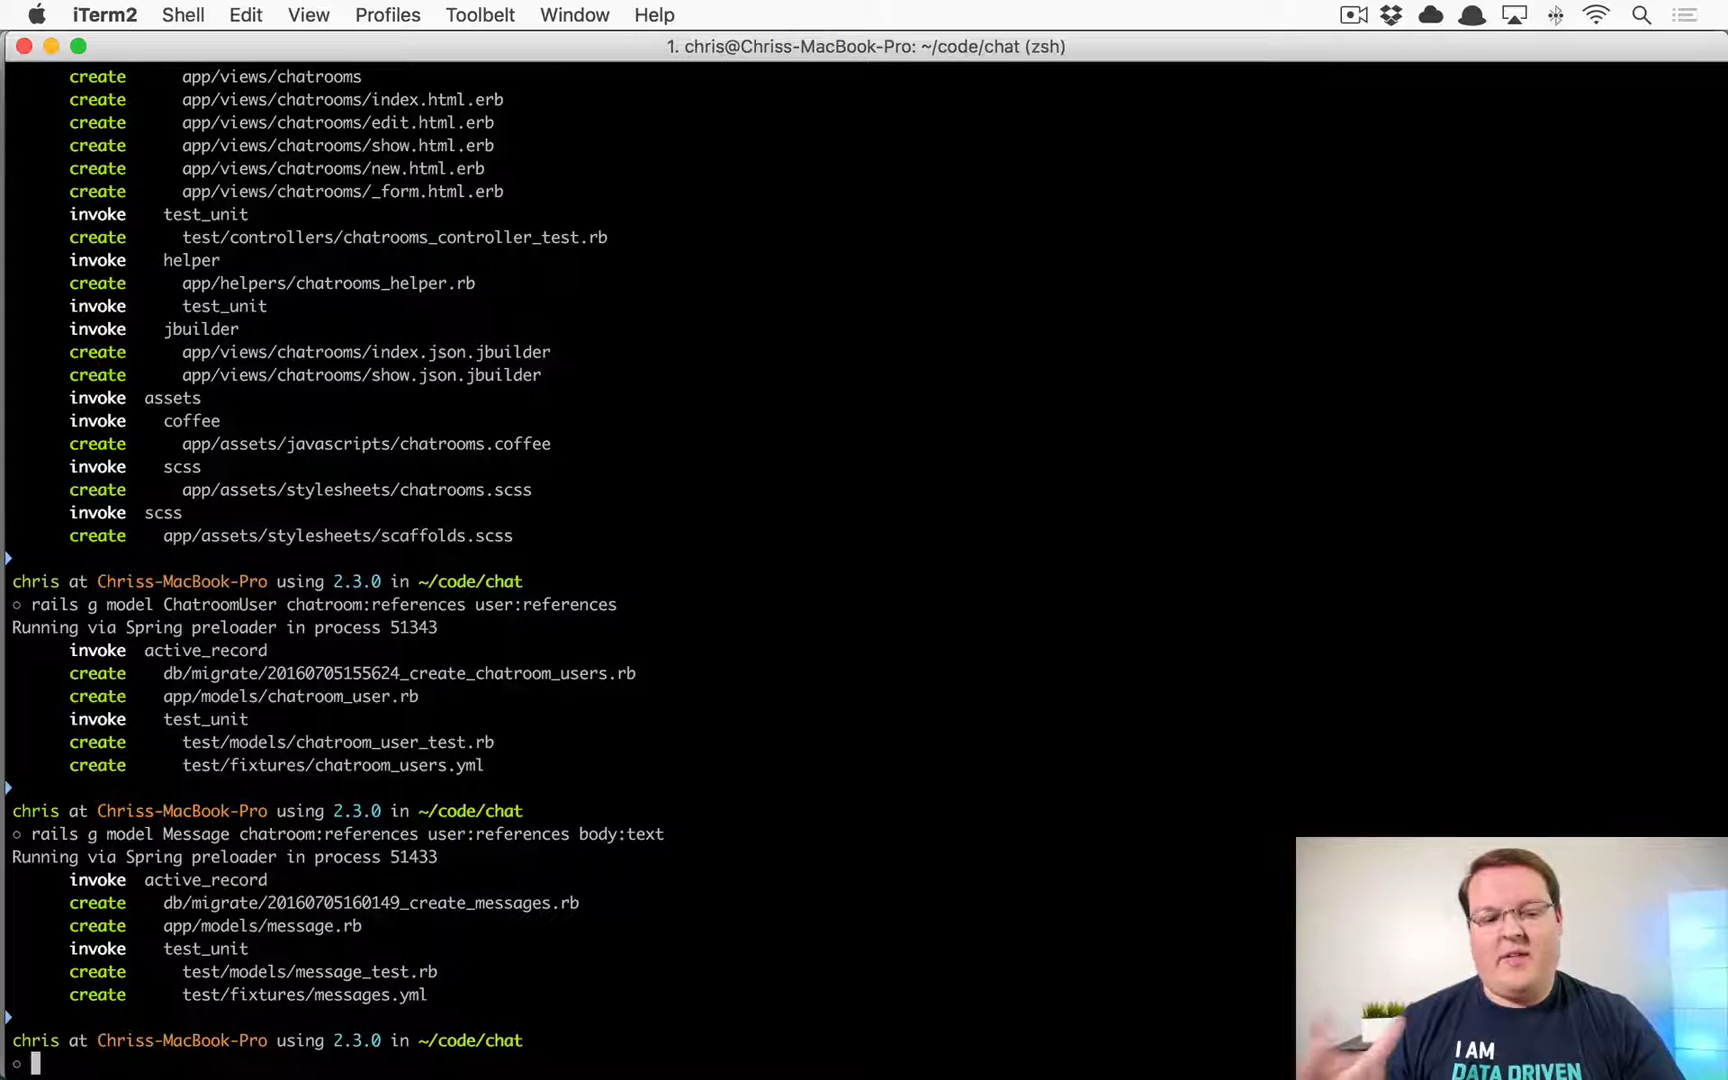 iTerm2 Shell Edit View Profiles Toolbelt Window Help
1. chris@Chriss-MacBook-Pro: ~/code/chat (zsh)
create app/views/chatrooms
create app/views/chatrooms/index.html.erb
create app/views/chatrooms/edit.html.erb
create app/views/chatrooms/show.html.erb
create app/views/chatrooms/new.html.erb
create app/views/chatrooms/_form.html.erb
invoke test_unit
create test/controllers/chatrooms_controller_test.rb
invoke helper
create app/helpers/chatrooms_helper.rb
invoke test_unit
invoke jbuilder
create app/views/chatrooms/index.json.jbuilder
create app/views/chatrooms/show.json.jbuilder
invoke assets
invoke coffee
create app/assets/javascripts/chatrooms.coffee
invoke scss
create app/assets/stylesheets/chatrooms.scss
invoke scss
create app/assets/stylesheets/scaffolds.scss
chris at Chriss-MacBook-Pro using 2.3.0 in ~/code/chat
○ rails g model ChatroomUser chatroom:references user:references
Running via Spring preloader in process 51343
invoke active_record
create db/migrate/20160705155624_create_chatroom_users.rb
create app/models/chatroom_user.rb
invoke test_unit
create test/models/chatroom_user_test.rb
create test/fixtures/chatroom_users.yml
chris at Chriss-MacBook-Pro using 2.3.0 in ~/code/chat
○ rails g model Message chatroom:references user:references body:text
Running via Spring preloader in process 51433
invoke active_record
create db/migrate/20160705160149_create_messages.rb
create app/models/message.rb
invoke test_unit
create test/models/message_test.rb
create test/fixtures/messages.yml
chris at Chriss-MacBook-Pro using 2.3.0 in ~/code/chat
○
I AM
DATA DRIVEN